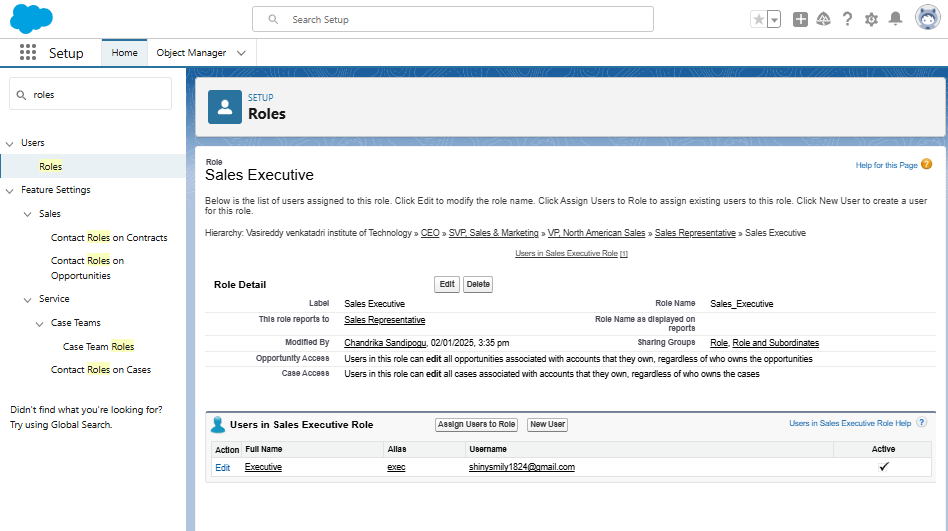 Search Setup
Setup
Home
Object Manager
roles
Users
Roles
Feature Settings
Sales
Contact Roles on Contracts
Contact Roles on
Opportunities
Service
Case Teams
Case Team Roles
Contact Roles on Cases
Didn't find what you're looking for?
Try using Global Search.
SETUP
Roles
Role
Sales Executive
Help for this Page ?
Below is the list of users assigned to this role. Click Edit to modify the role name. Click Assign Users to Role to assign existing users to this role. Click New User to create a user
for this role.
Hierarchy: Vasireddy venkatadri institute of Technology » CEO » SVP, Sales & Marketing » VP, North American Sales » Sales Representative » Sales Executive
Users in Sales Executive Role [1]
Role Detail Edit Delete
Label Sales Executive Role Name Sales_Executive
This role reports to Sales Representative Role Name as displayed on
reports
Modified By Chandrika Sandipogu, 02/01/2025, 3:35 pm Sharing Groups Role, Role and Subordinates
Opportunity Access Users in this role can edit all opportunities associated with accounts that they own, regardless of who owns the opportunities
Case Access Users in this role can edit all cases associated with accounts that they own, regardless of who owns the cases
Users in Sales Executive Role Assign Users to Role New User Users in Sales Executive Role Help ?
Action Full Name Alias Username Active
Edit Executive exec shinysmily1824@gmail.com ✓